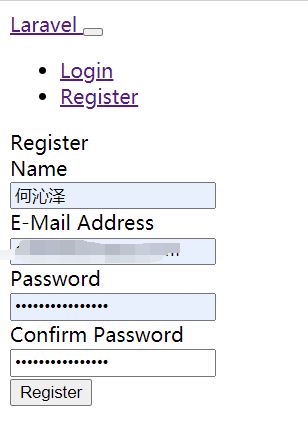 Laravel
Login
Register
Register
Name
何沁泽
E-Mail Address
Password
••••••••••••••••
Confirm Password
••••••••••••••••
Register